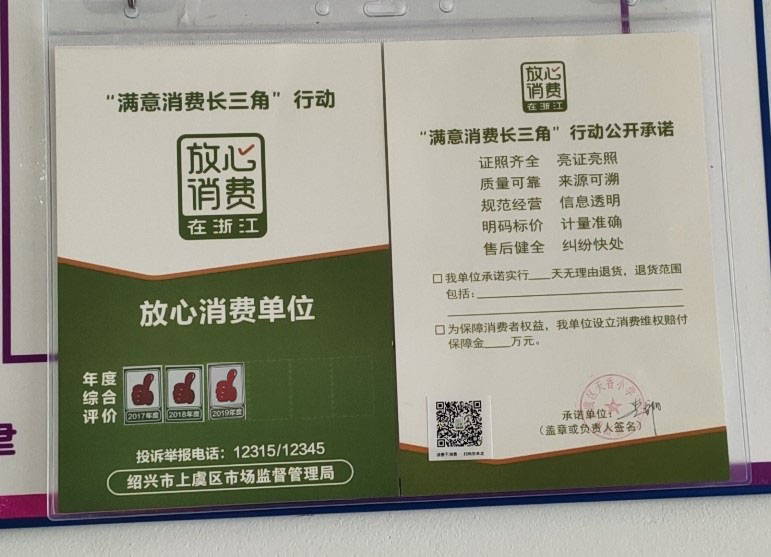 “满意消费长三角”行动
放心
消费
在浙江
放心消费单位
年度
综合
评价
2017年度
2018年度
2019年度
投诉举报电话：12315/12345
绍兴市上虞区市场监督管理局
放心
消费
在浙江
“满意消费长三角”行动公开承诺
证照齐全 亮证亮照
质量可靠 来源可溯
规范经营 信息透明
明码标价 计量准确
售后健全 纠纷快处
□我单位承诺实行____天无理由退货，退货范围
包括：
□为保障消费者权益，我单位设立消费维权赔付
保障金____万元。
承诺单位：
（盖章或负责人签名）